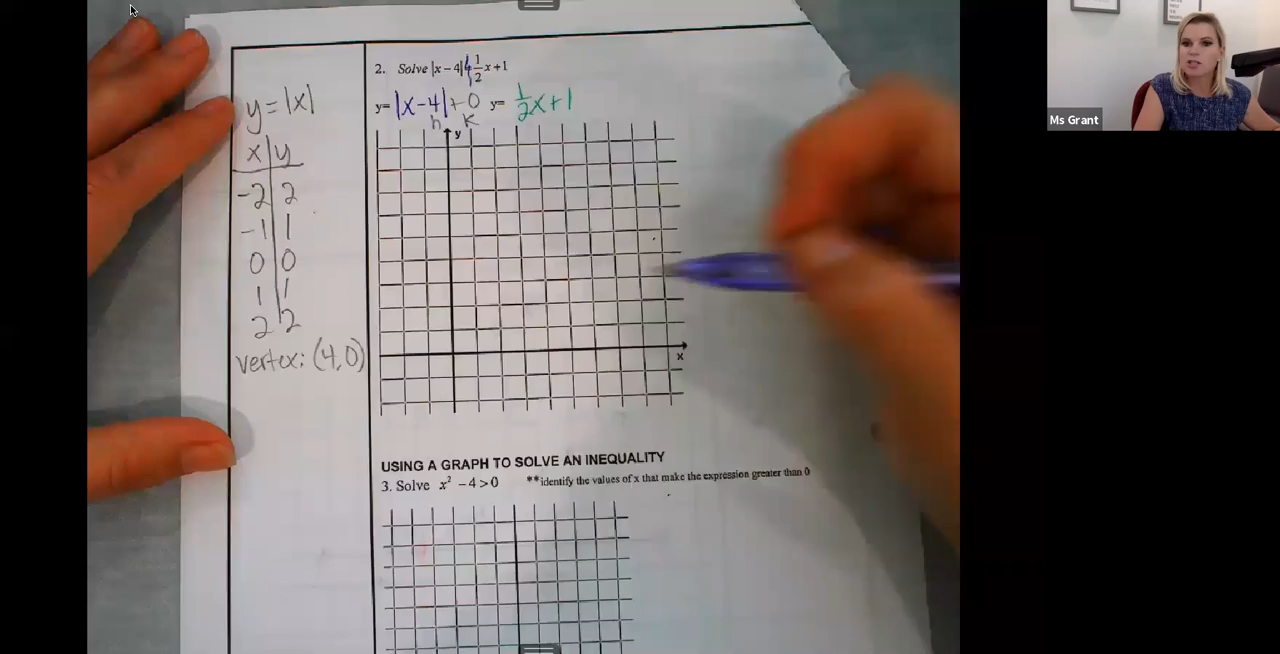 2. Solve |x-4| = 1/2 x+1
y= |x-4|+0 y= 1/2x+1
h k
y
x
y=|x|
x y
-2 2
-1 1
0 0
1 1
2 2
vertex: (4,0)
USING A GRAPH TO SOLVE AN INEQUALITY
3. Solve x² -4>0 **identify the values of x that make the expression greater than 0
Ms Grant